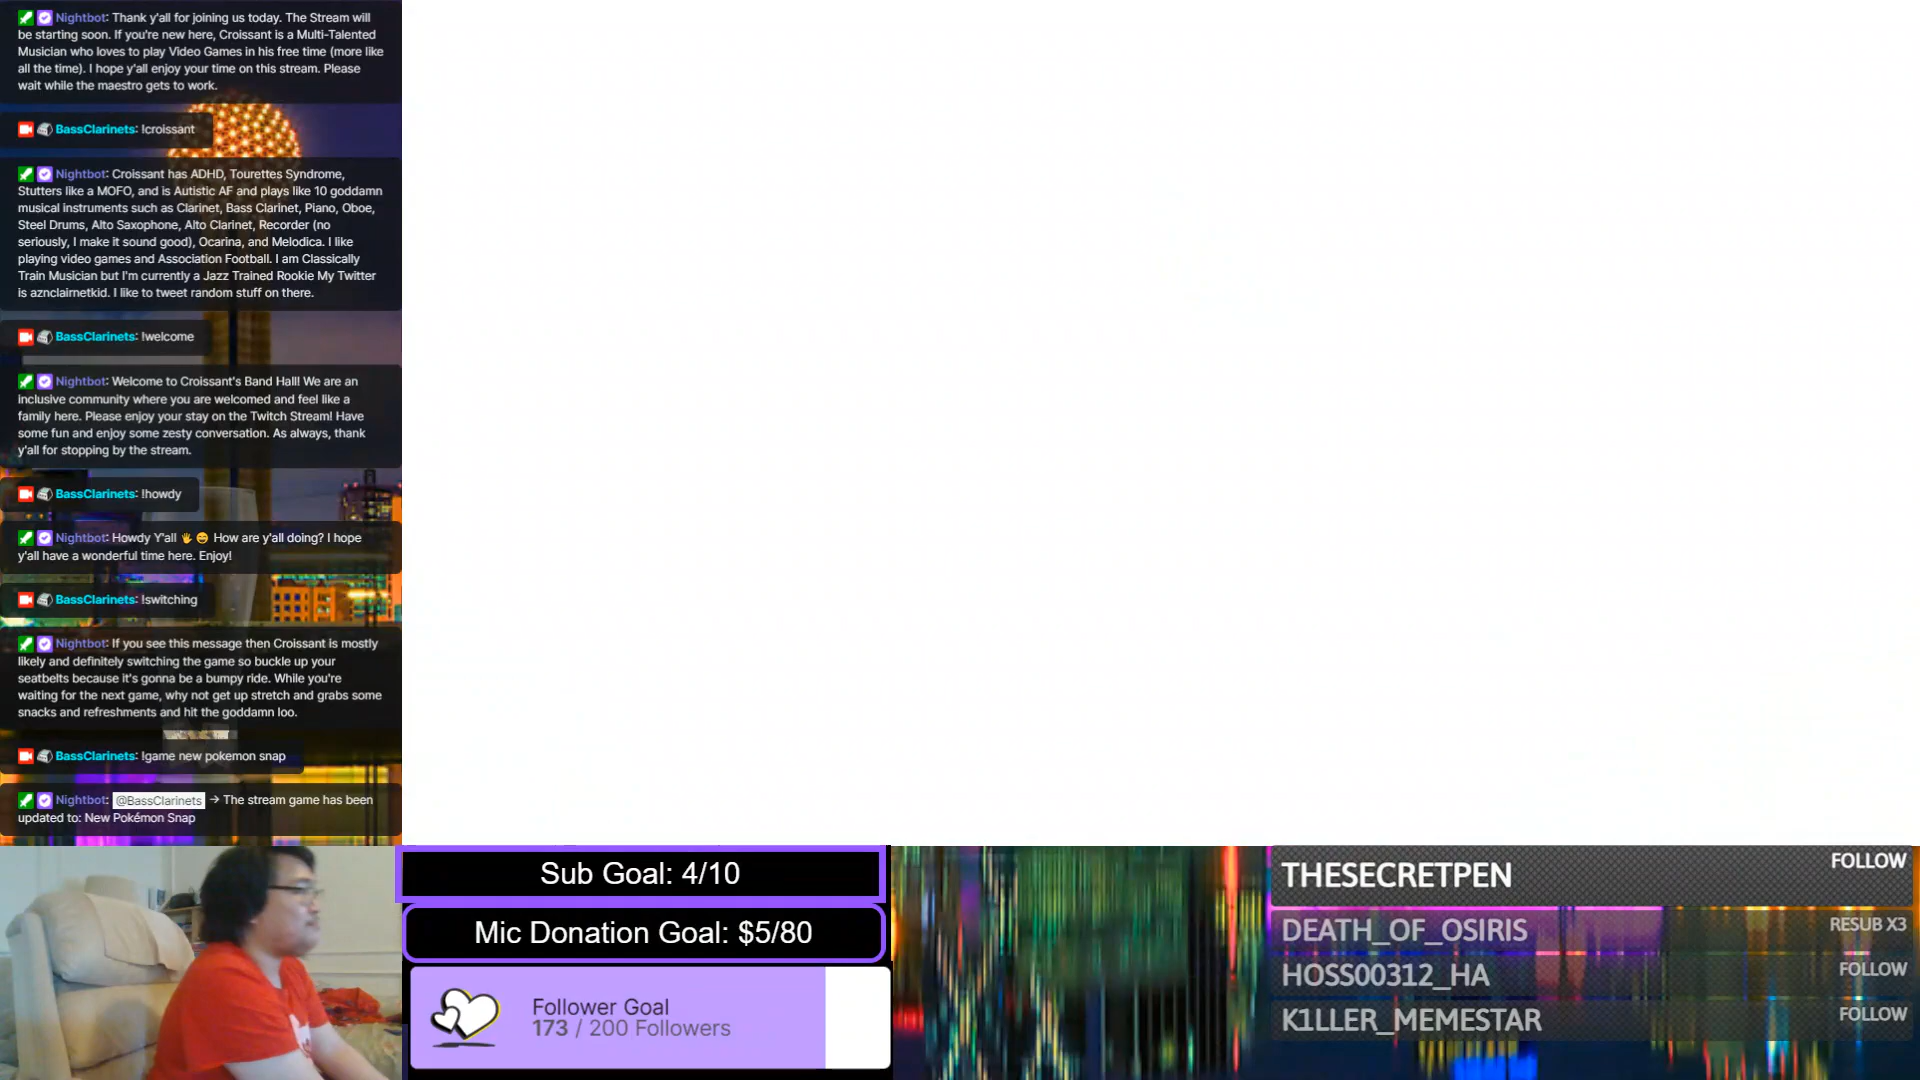 Nightbot: Thank y'all for joining us today. The Stream will
be starting soon. If you're new here, Croissant is a Multi-Talented
Musician who loves to play Video Games in his free time (more like
all the time). I hope y'all enjoy your time on this stream. Please
wait while the maestro gets to work.
BassClarinets: !croissant
Nightbot: Croissant has ADHD, Tourettes Syndrome,
Stutters like a MOFO, and is Autistic AF and plays like 10 goddamn
musical instruments such as Clarinet, Bass Clarinet, Piano, Oboe,
Steel Drums, Alto Saxophone, Alto Clarinet, Recorder (no
seriously, I make it sound good), Ocarina, and Melodica. I like
playing video games and Association Football. I am Classically
Train Musician but I'm currently a Jazz Trained Rookie My Twitter
is aznclairnetkid. I like to tweet random stuff on there.
BassClarinets: !welcome
Nightbot: Welcome to Croissant's Band Hall! We are an
inclusive community where you are welcomed and feel like a
family here. Please enjoy your stay on the Twitch Stream! Have
some fun and enjoy some zesty conversation. As always, thank
y'all for stopping by the stream.
BassClarinets: !howdy
Nightbot: Howdy Y'all 🖐 😄 How are y'all doing? I hope
y'all have a wonderful time here. Enjoy!
BassClarinets: !switching
Nightbot: If you see this message then Croissant is mostly
likely and definitely switching the game so buckle up your
seatbelts because it's gonna be a bumpy ride. While you're
waiting for the next game, why not get up stretch and grabs some
snacks and refreshments and hit the goddamn loo.
BassClarinets: !game new pokemon snap
Nightbot: @BassClarinets → The stream game has been
updated to: New Pokémon Snap
Sub Goal: 4/10
Mic Donation Goal: $5/80
Follower Goal
173 / 200 Followers
THESECRETPEN FOLLOW
DEATH_OF_OSIRIS RESUB X3
HOSS00312_HA FOLLOW
K1LLER_MEMESTAR FOLLOW